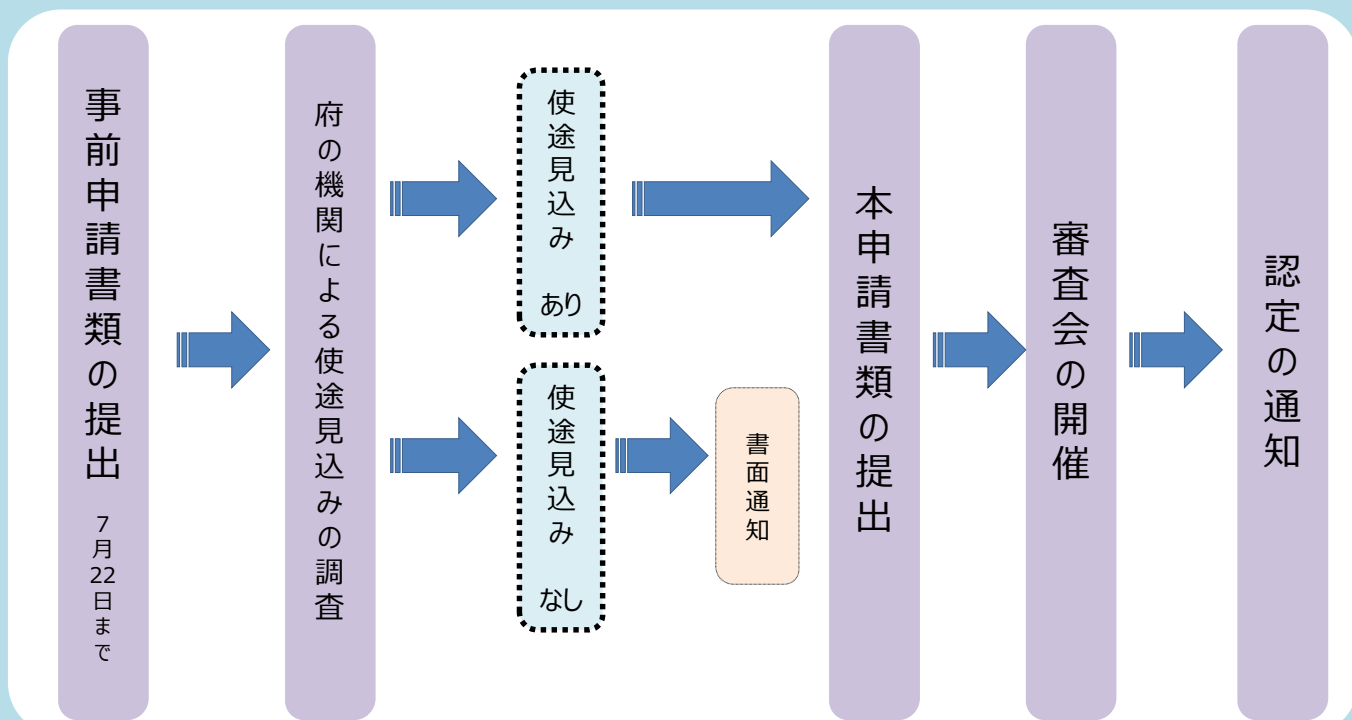 事前申請書類の提出 7月22日まで
府の機関による使途見込みの調査
使途見込み あり
使途見込み なし
書面通知
本申請書類の提出
審査会の開催
認定の通知